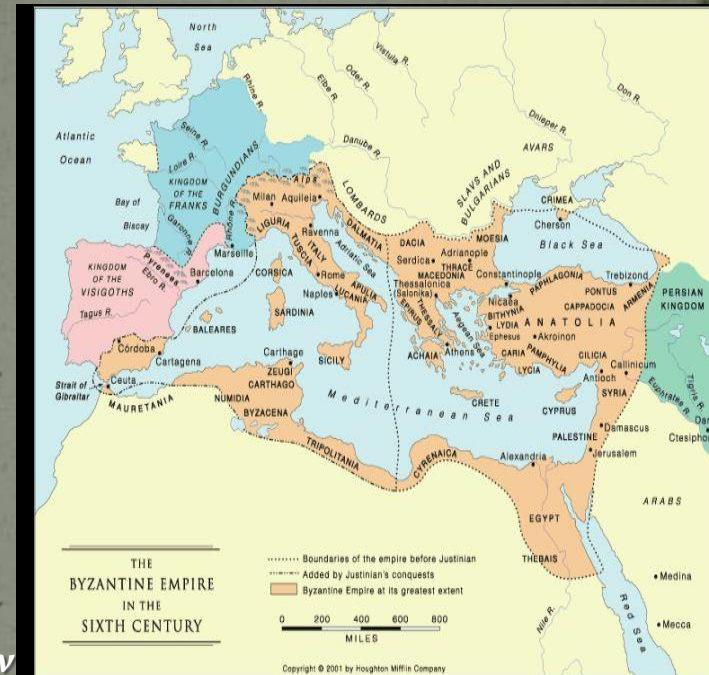 North
Sea
Vistula R.
Oder R.
Elbe R.
Don R.
Rhine R.
Dnieper R.
Atlantic
Ocean
Seine R.
Danube R.
AVARS
Loire R.
BURGUNDIANS
KINGDOM
OF THE
FRANKS
Alps
LOMBARDS
SLAVS AND
BULGARIANS
CRIMEA
Cherson
Bay of
Biscay
Garonne R.
Rhône R.
Milan
Aquileia
LIGURIA
Ravenna
DALMATIA
DACIA
MOESIA
Black Sea
TUSCIA
ITALY
Adriatic Sea
Serdica
Adrianople
THRACE
Marseille
Pyrenees
Ebro R.
KINGDOM
OF THE
VISIGOTHS
Barcelona
CORSICA
Rome
APULIA
MACEDONIA
Constantinople
PAPHLAGONIA
Trebizond
PONTUS
ARMENIA
PERSIAN
KINGDOM
Naples
LUCANIA
Thessalonica
(Salonika)
Nicaea
BITHYNIA
CAPPADOCIA
Tagus R.
SARDINIA
EPIRUS
THESSALY
Aegean Sea
LYDIA
ANATOLIA
BALEARES
Ephesus
Akroinon
Córdoba
Cartagena
Carthage
SICILY
ACHAIA
Athens
CARIA
PAMPHYLIA
LYCIA
CILICIA
Callinicum
Antioch
Euphrates R.
Tigris R.
Strait of
Gibraltar
Ceuta
MAURETANIA
ZEUGI
CARTHAGO
NUMIDIA
BYZACENA
Mediterranean Sea
CRETE
CYPRUS
SYRIA
Damascus
Ctesipho
TRIPOLITANIA
CYRENAICA
Alexandria
PALESTINE
Jerusalem
ARABS
EGYPT
THEBAIS
Nile R.
Red Sea
Medina
Mecca
THE
BYZANTINE EMPIRE
IN THE
SIXTH CENTURY
Boundaries of the empire before Justinian
Added by Justinian's conquests
Byzantine Empire at its greatest extent
0 200 400 600 800
MILES
Copyright © 2001 by Houghton Mifflin Company